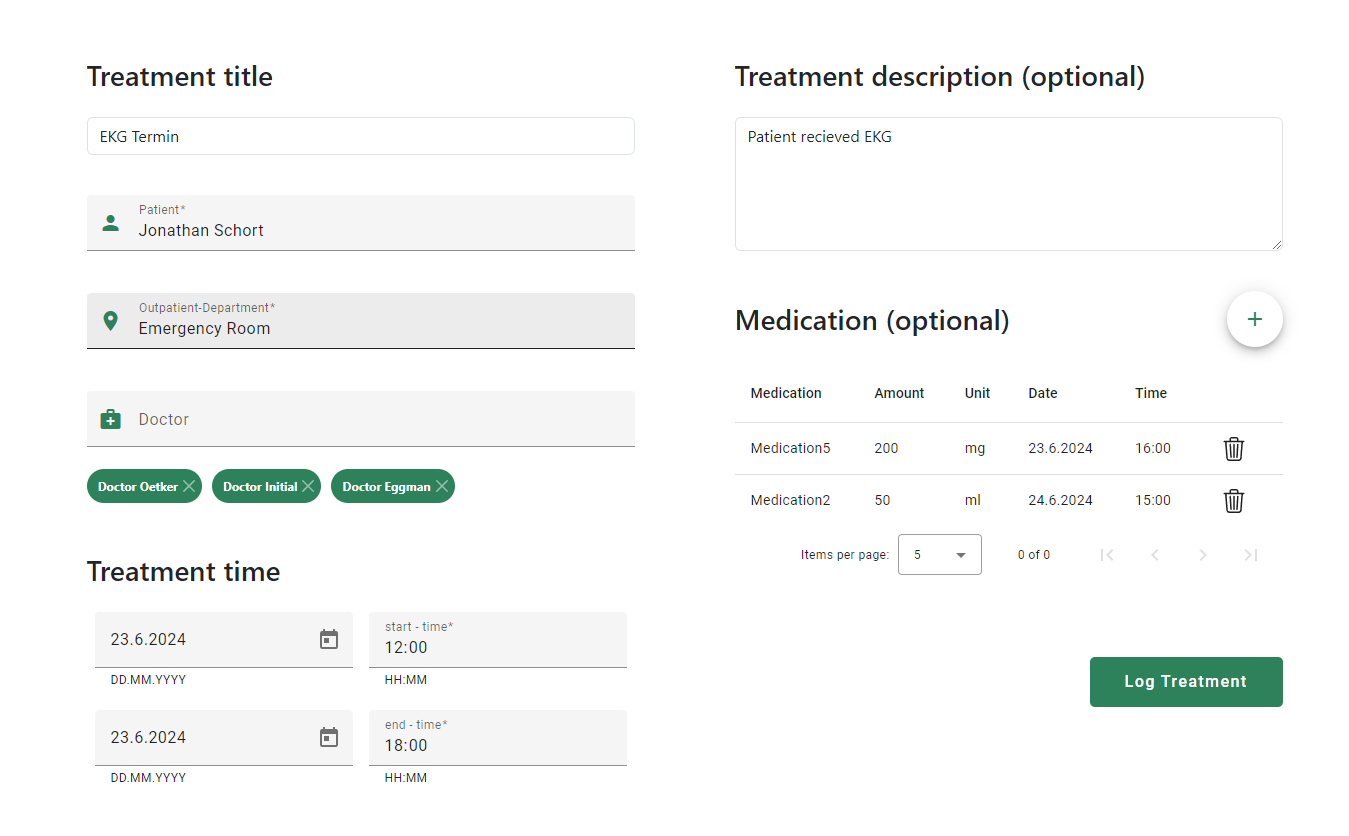 Treatment title
EKG Termin
Patient*
Jonathan Schort
Outpatient-Department*
Emergency Room
Doctor
Doctor Oetker Doctor Initial Doctor Eggman
Treatment time
23.6.2024
DD.MM.YYYY
start - time*
12:00
HH:MM
23.6.2024
DD.MM.YYYY
end - time*
18:00
HH:MM
Treatment description (optional)
Patient recieved EKG
Medication (optional)
+
Medication Amount Unit Date Time
Medication5 200 mg 23.6.2024 16:00
Medication2 50 ml 24.6.2024 15:00
Items per page: 5 0 of 0
Log Treatment